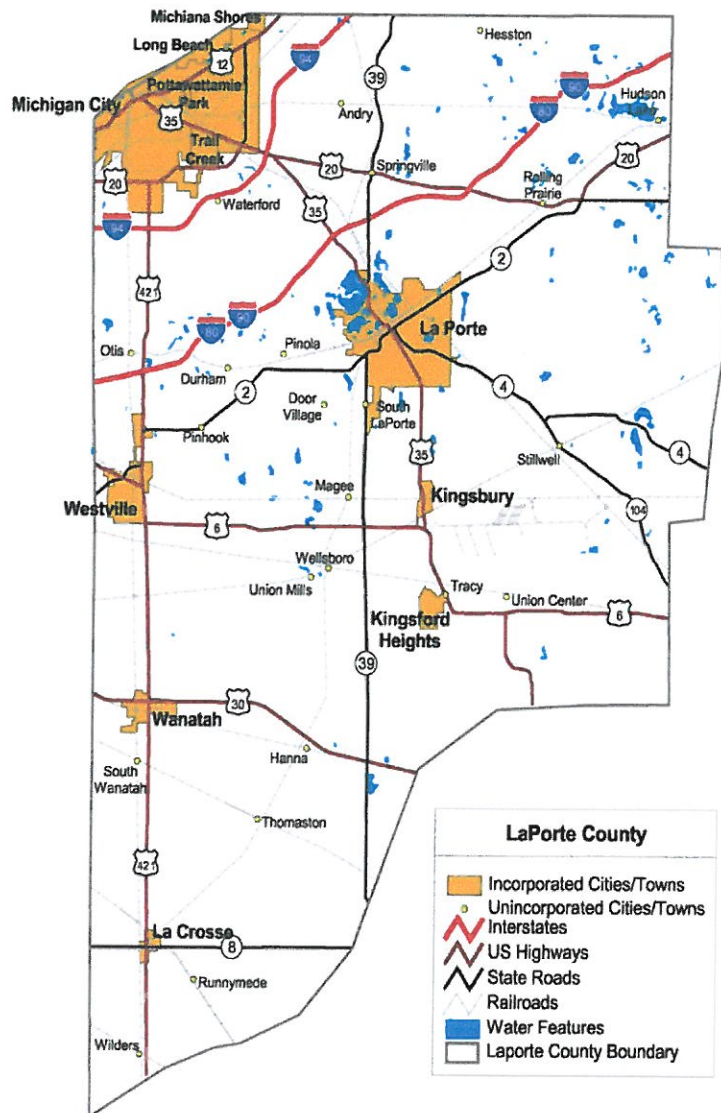 Michiana Shores
Hesston
Long Beach
12
94
39
90
Pottawattamie
Park
80
Hudson
Lake
Michigan City
Andry
35
Trail
Creek
20
Springville
20
20
Rolling
Prairie
Waterford
35
94
2
421
90
80
La Porte
Otis
Pinola
Durham
2
4
Door
Village
South
LaPorte
Pinhook
35
Stillwell
4
Magee
Kingsbury
Westville
104
6
Wellsboro
Union Mills
Tracy
Union Center
6
Kingsford
Heights
39
30
Wanatah
Hanna
South
Wanatah
Thomaston
421
La Crosse
8
Runnymede
Wilders
LaPorte County
Incorporated Cities/Towns
Unincorporated Cities/Towns
Interstates
US Highways
State Roads
Railroads
Water Features
Laporte County Boundary